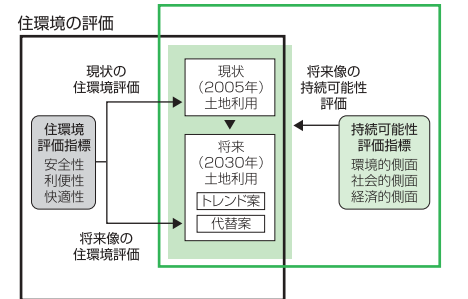 住環境の評価
現状の
住環境評価
現状
（2005年）
土地利用
将来像の
持続可能性
評価
住環境
評価指標
安全性
利便性
快適性
将来
（2030年）
土地利用
トレンド案
代替案
持続可能性
評価指標
環境的側面
社会的側面
経済的側面
将来像の
住環境評価